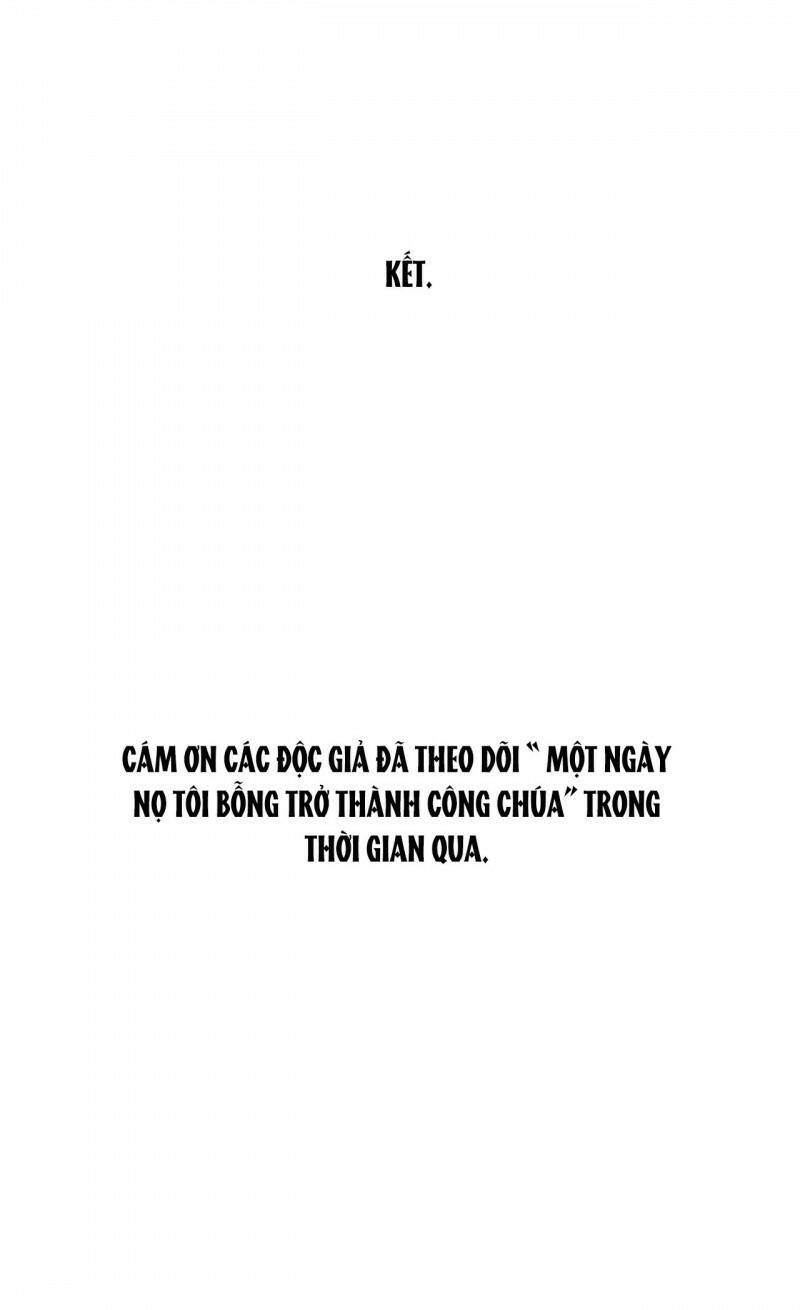 KẾT.
CÁM ƠN CÁC ĐỘC GIẢ ĐÃ THEO DÕI “ MỘT NGÀY
NỌ TÔI BỖNG TRỞ THÀNH CÔNG CHÚA” TRONG
THỜI GIAN QUA.